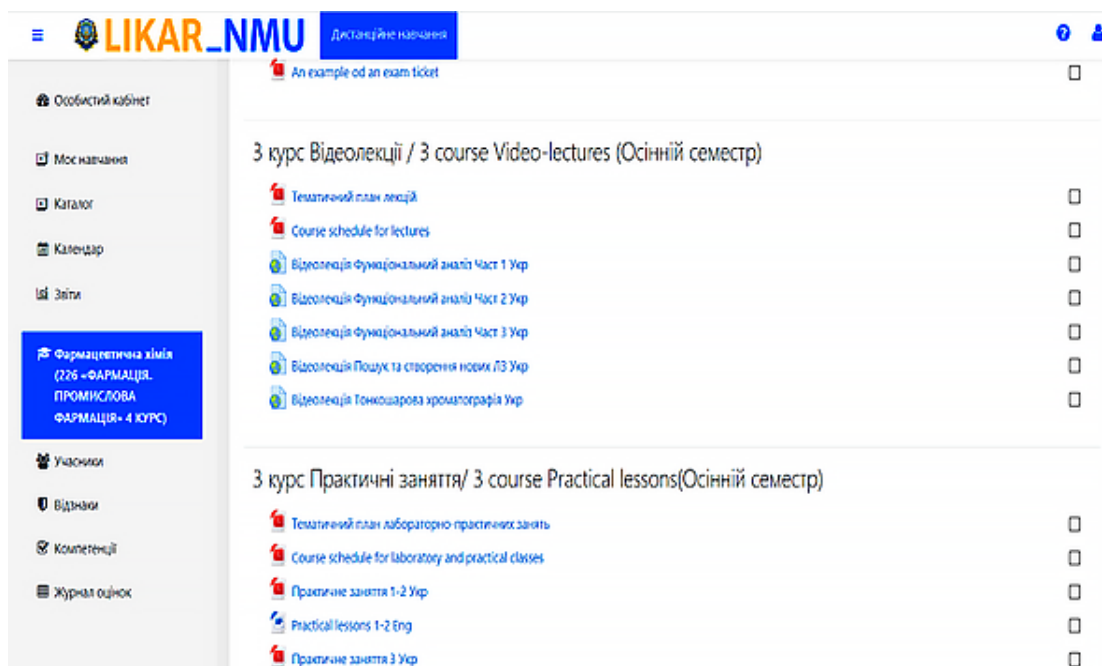 LIKAR_NMU
Дистанційне навчання
Особистий кабінет
Моє навчання
Каталог
Календар
Звіти
Фармацевтична хімія
(226 «ФАРМАЦІЯ.
ПРОМИСЛОВА
ФАРМАЦІЯ» 4 КУРС)
Учасники
Відзнаки
Компетенції
Журнал оцінок
An example od an exam ticket
3 курс Відеолекції / 3 course Video-lectures (Осінній семестр)
Тематичний план лекцій
Course schedule for lectures
Відеолекція Функціональний аналіз Част 1 Укр
Відеолекція Функціональний аналіз Част 2 Укр
Відеолекція Функціональний аналіз Част 3 Укр
Відеолекція Пошук та створення нових ЛЗ Укр
Відеолекція Тонкошарова хроматографія Укр
3 курс Практичні заняття/ 3 course Practical lessons(Осінній семестр)
Тематичний план лабораторно-практичних занять
Course schedule for laboratory and practical classes
Практичне заняття 1-2 Укр
Practical lessons 1-2 Eng
Практичне заняття 3 Укр